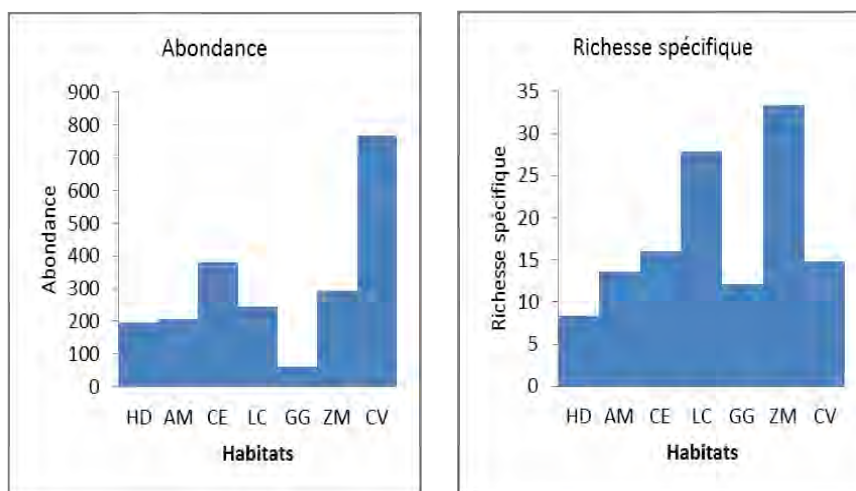 Abondance
Abondance
900
800
700
600
500
400
300
200
100
0
HD AM CE LC GG ZM CV
Habitats
Richesse spécifique
Richesse spécifique
35
30
25
20
15
10
5
0
HD AM CE LC GG ZM CV
Habitats